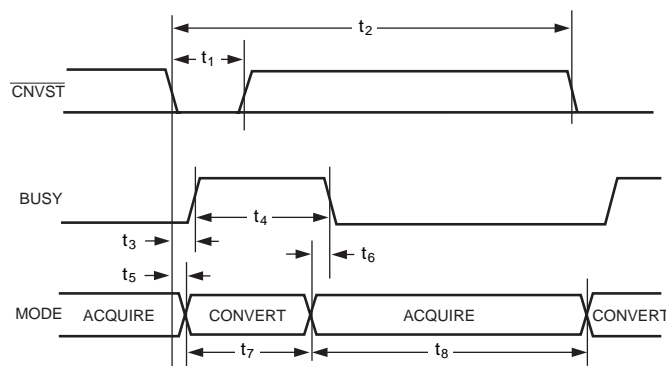 t2
t1
CNVST
BUSY
t4
t3
t6
t5
MODE ACQUIRE CONVERT ACQUIRE CONVERT
t7 t8